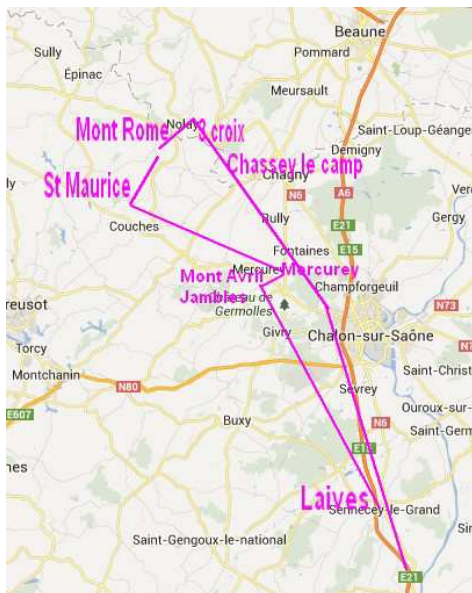 Beaune
Sully
Pommard
Épinac
Meursault
Mont Rome
Nolay
3 croix
Saint-Loup-Géange
Demigny
Chassey le camp
Chagny
St Maurice
N6
A6
Rully
Gergy
Couches
E21
E15
Fontaines
Mercurey
Mercurey
Mont Avril
Jambles
Château de
Germolles
Champforgeuil
reusot
N73
Givry
Chalon-sur-Saône
Torcy
Montchanin
Saint-Christ
N80
Sevrey
E607
Ouroux-sur
Buxy
N6
Saint-Germ
E15
nes
Laives
Sennecey-le-Grand
Saint-Gengoux-le-national
E21